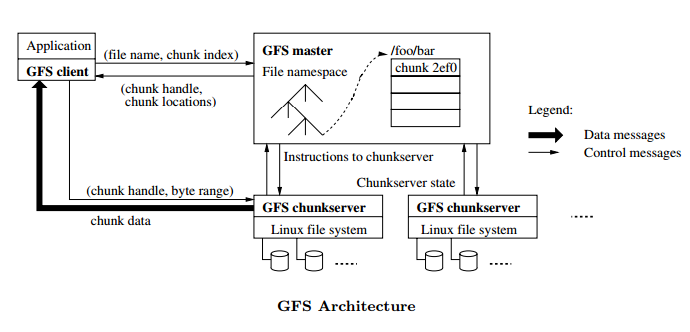 Application
GFS client
(file name, chunk index)
(chunk handle,
chunk locations)
GFS master
File namespace
/foo/bar
chunk 2ef0
Legend:
Data messages
Control messages
Instructions to chunkserver
Chunkserver state
(chunk handle, byte range)
chunk data
GFS chunkserver
Linux file system
GFS chunkserver
Linux file system
GFS Architecture